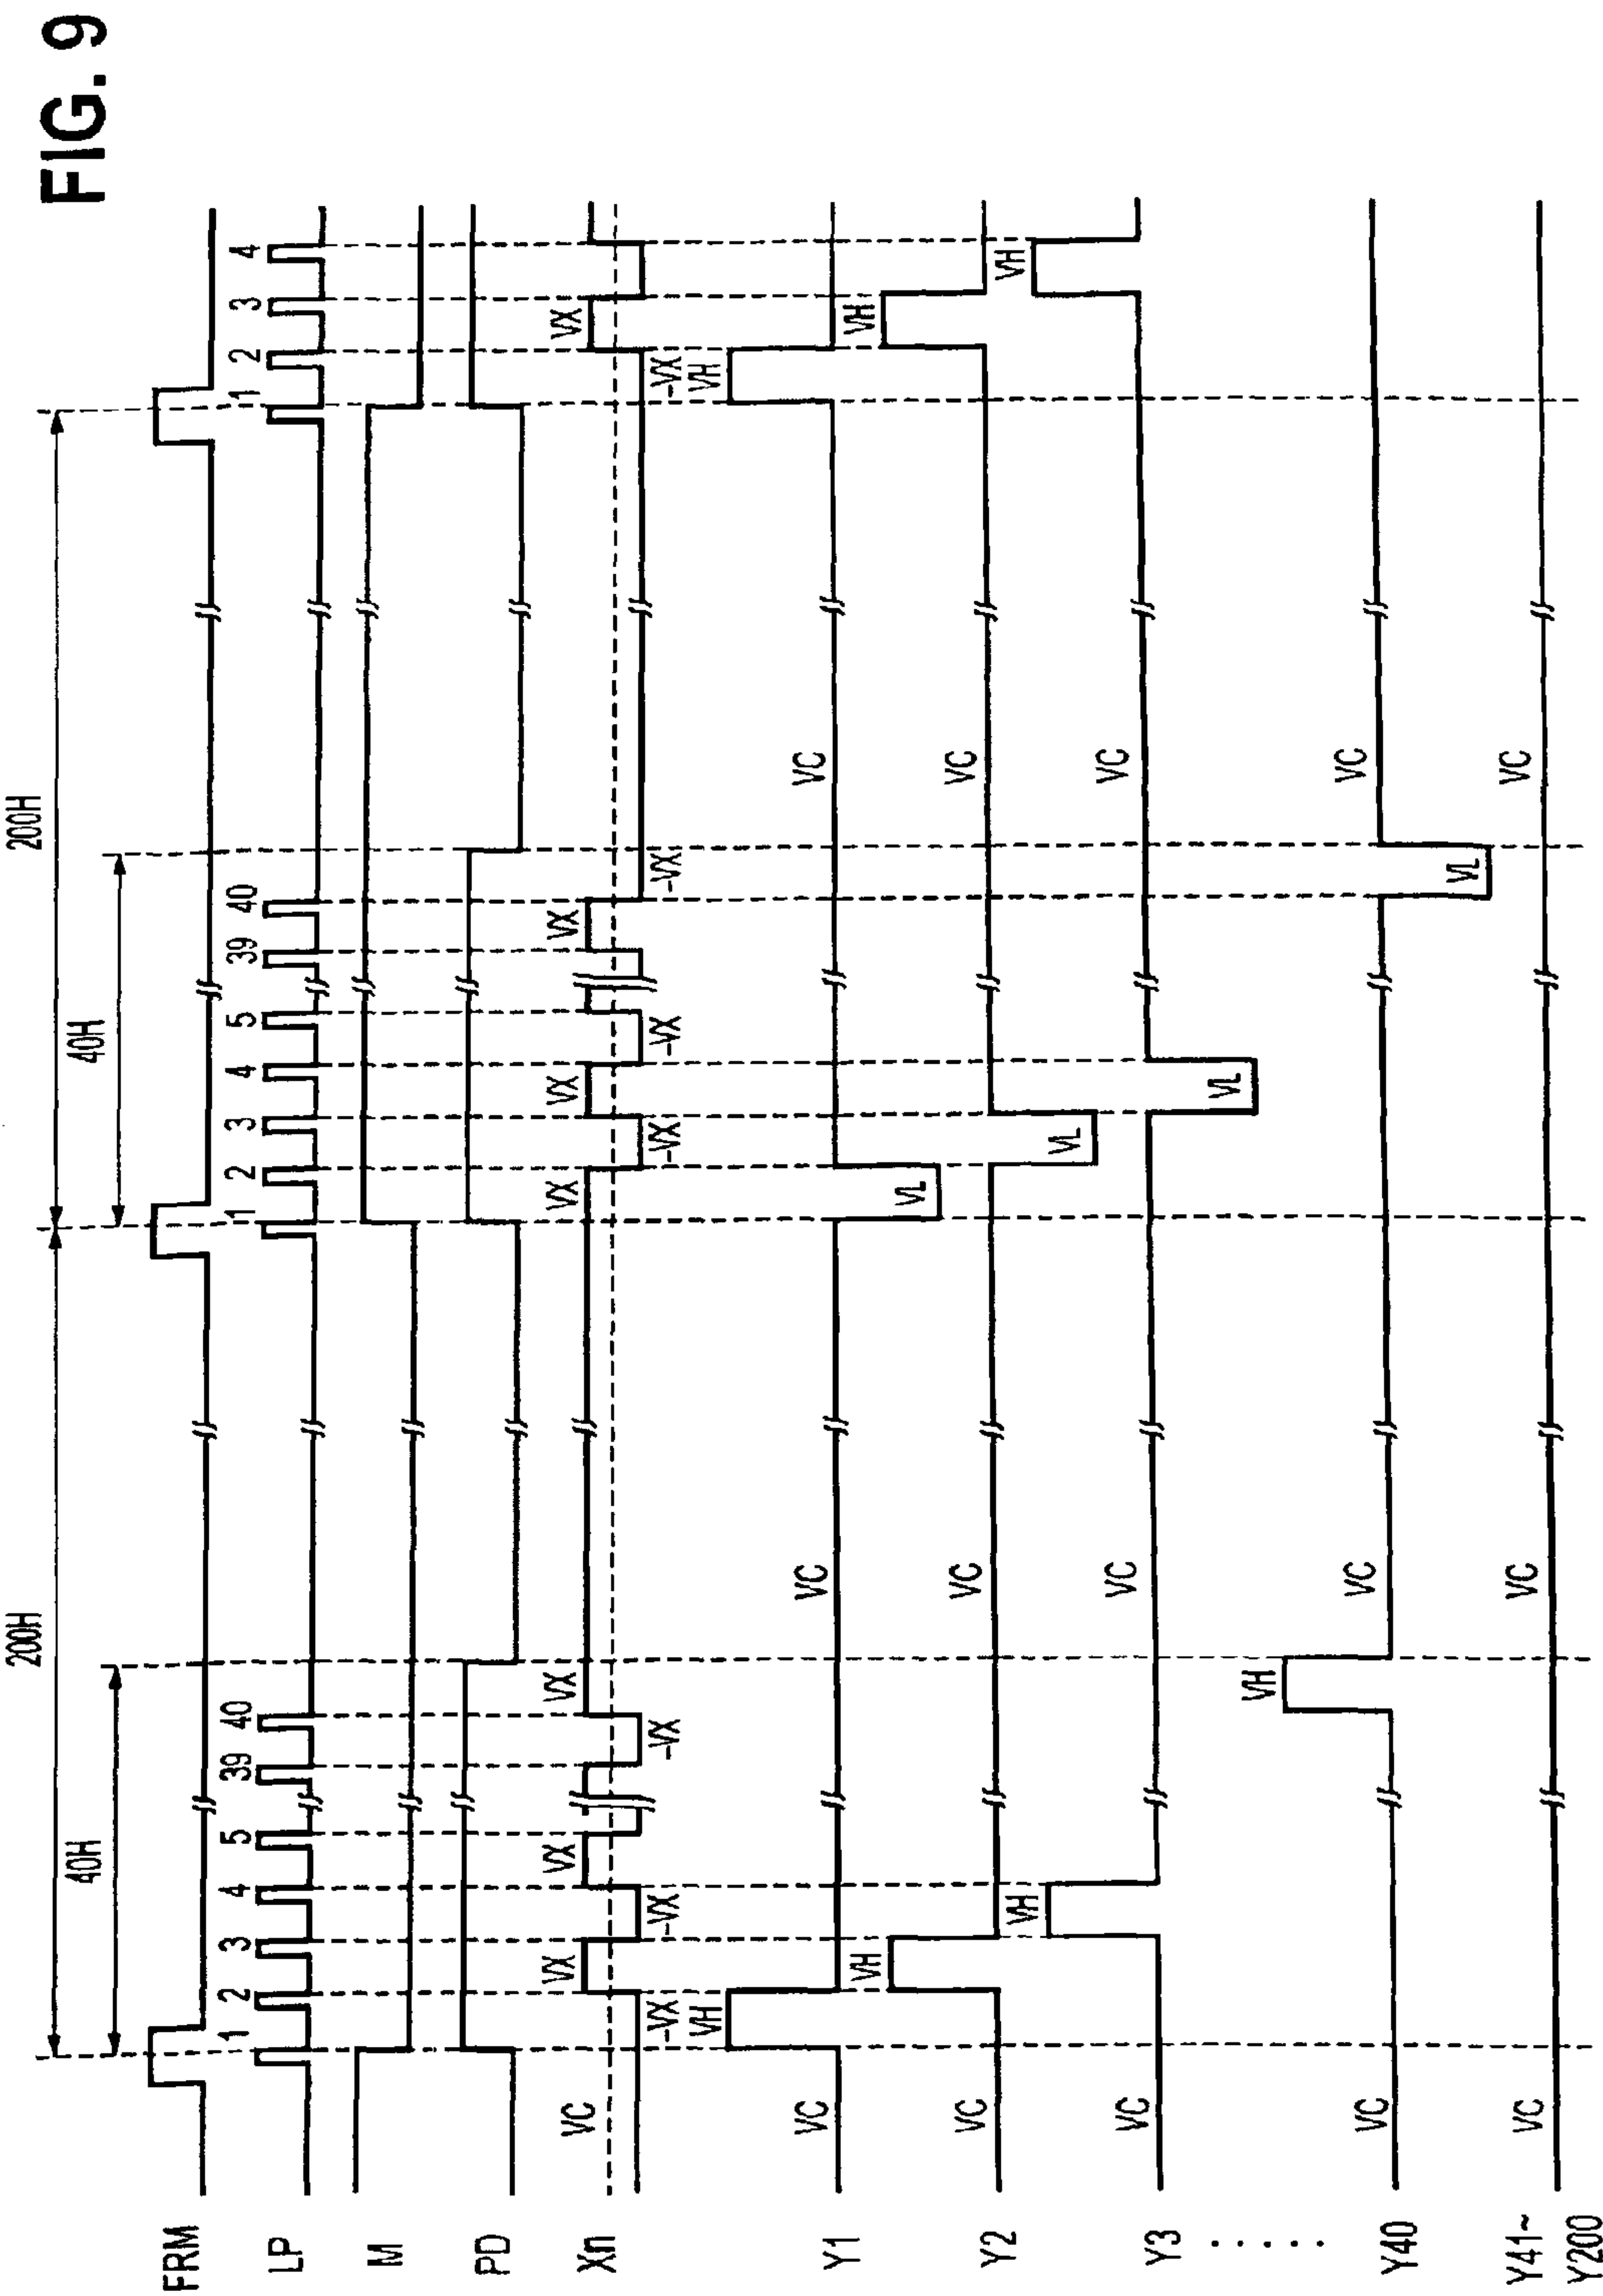 FIG. 9
200H 200H
40H 40H
FRM
LP 1 2 3 4 5 39 40 1 2 3 4 5 39 40 1 2 3 4
M
PD
Xn VC -VX VX -VX VX -VX VX VX -VX VX -VX VX -VX -VX VX
Y1 VC VH VC VL VC VH
Y2 VC VH VC VL VC VH
Y3 VC VH VC VL VC VH
.....
Y40 VC VH VC VL VC
Y41~
Y200 VC VC VC